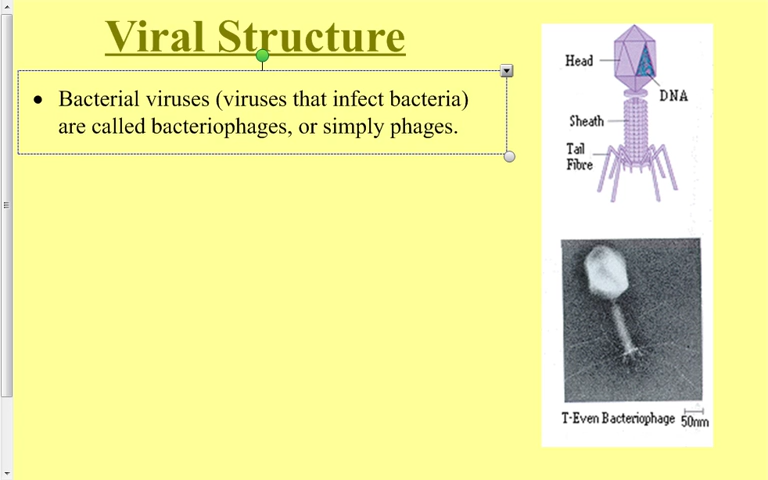 Viral Structure
• Bacterial viruses (viruses that infect bacteria)
are called bacteriophages, or simply phages.
Head
DNA
Sheath
Tail
Fibre
T-Even Bacteriophage 50nm